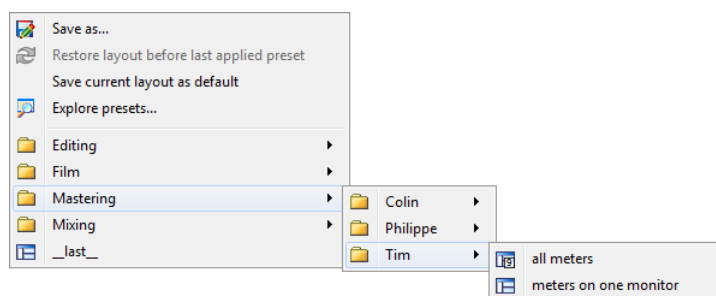 Save as...
Restore layout before last applied preset
Save current layout as default
Explore presets...
Editing
Film
Mastering
Mixing
__last__
Colin
Philippe
Tim
9
all meters
meters on one monitor